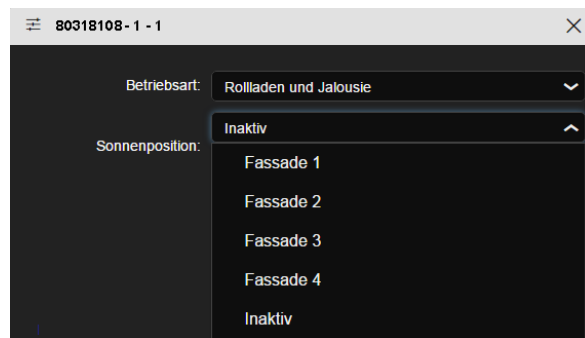 80318108 - 1 - 1
Betriebsart: Rollladen und Jalousie
Sonnenposition: Inaktiv
Fassade 1
Fassade 2
Fassade 3
Fassade 4
Inaktiv